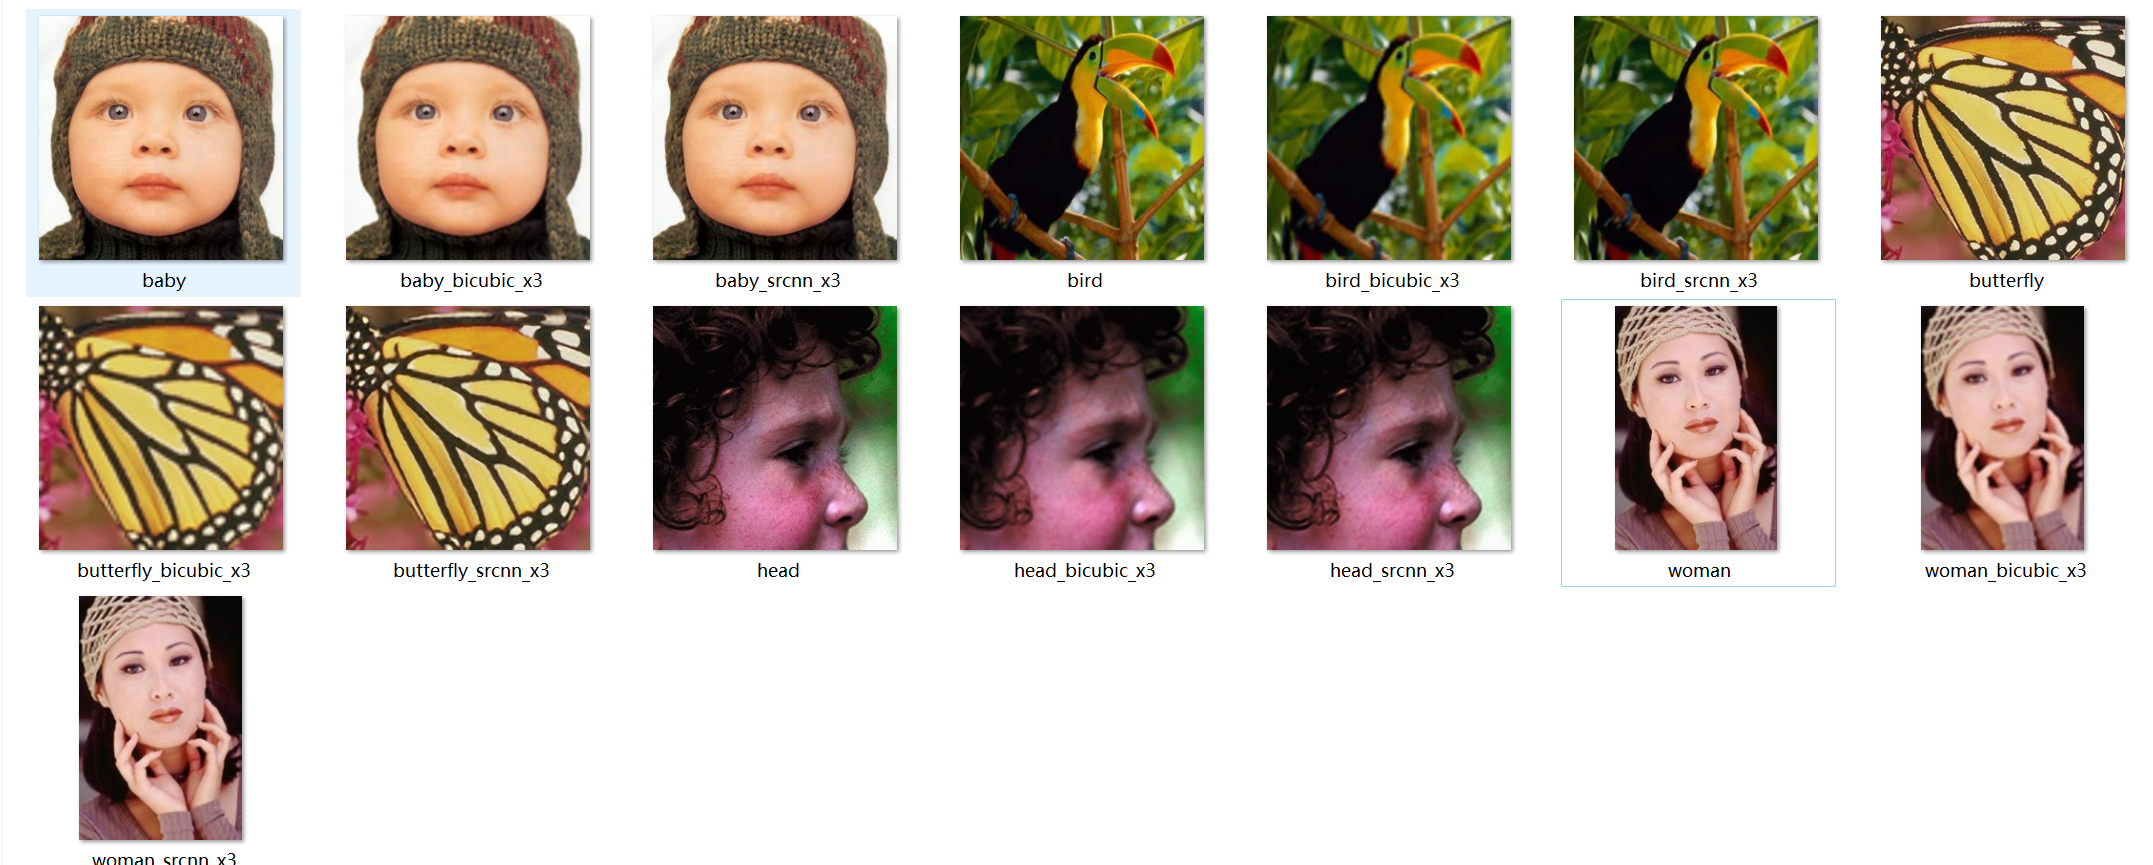 baby
baby_bicubic_x3
baby_srcnn_x3
bird
bird_bicubic_x3
bird_srcnn_x3
butterfly
butterfly_bicubic_x3
butterfly_srcnn_x3
head
head_bicubic_x3
head_srcnn_x3
woman
woman_bicubic_x3
woman_srcnn_x3